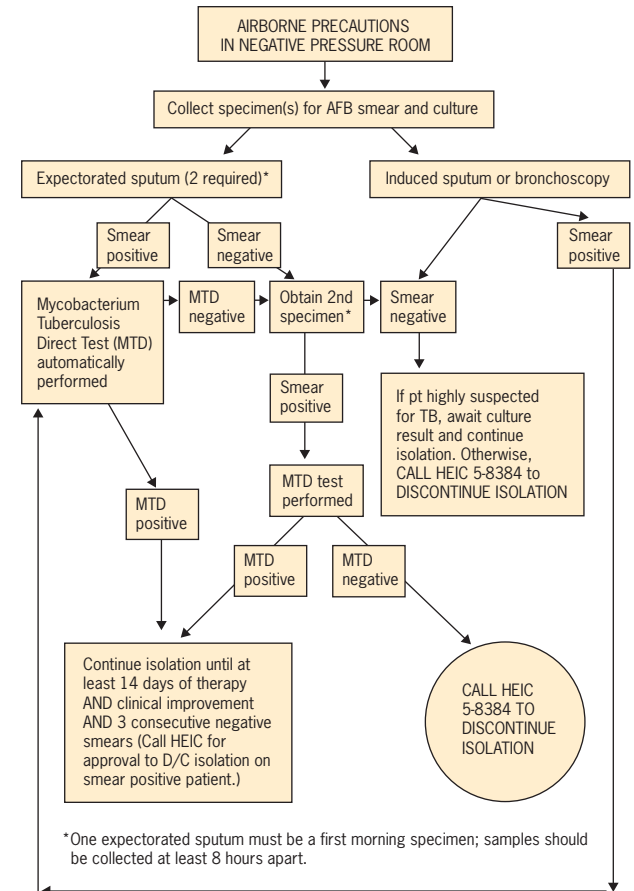 AIRBORNE PRECAUTIONS
IN NEGATIVE PRESSURE ROOM
Collect specimen(s) for AFB smear and culture
Expectorated sputum (2 required)*
Induced sputum or bronchoscopy
Smear
positive
Smear
negative
Smear
positive
Mycobacterium
Tuberculosis
Direct Test (MTD)
automatically
performed
MTD
negative
Obtain 2nd
specimen*
Smear
negative
Smear
positive
If pt highly suspected
for TB, await culture
result and continue
isolation. Otherwise,
CALL HEIC 5-8384 to
DISCONTINUE ISOLATION
MTD
positive
MTD test
performed
MTD
positive
MTD
negative
Continue isolation until at
least 14 days of therapy
AND clinical improvement
AND 3 consecutive negative
smears (Call HEIC for
approval to D/C isolation on
smear positive patient.)
CALL HEIC
5-8384 TO
DISCONTINUE
ISOLATION
*One expectorated sputum must be a first morning specimen; samples should
be collected at least 8 hours apart.